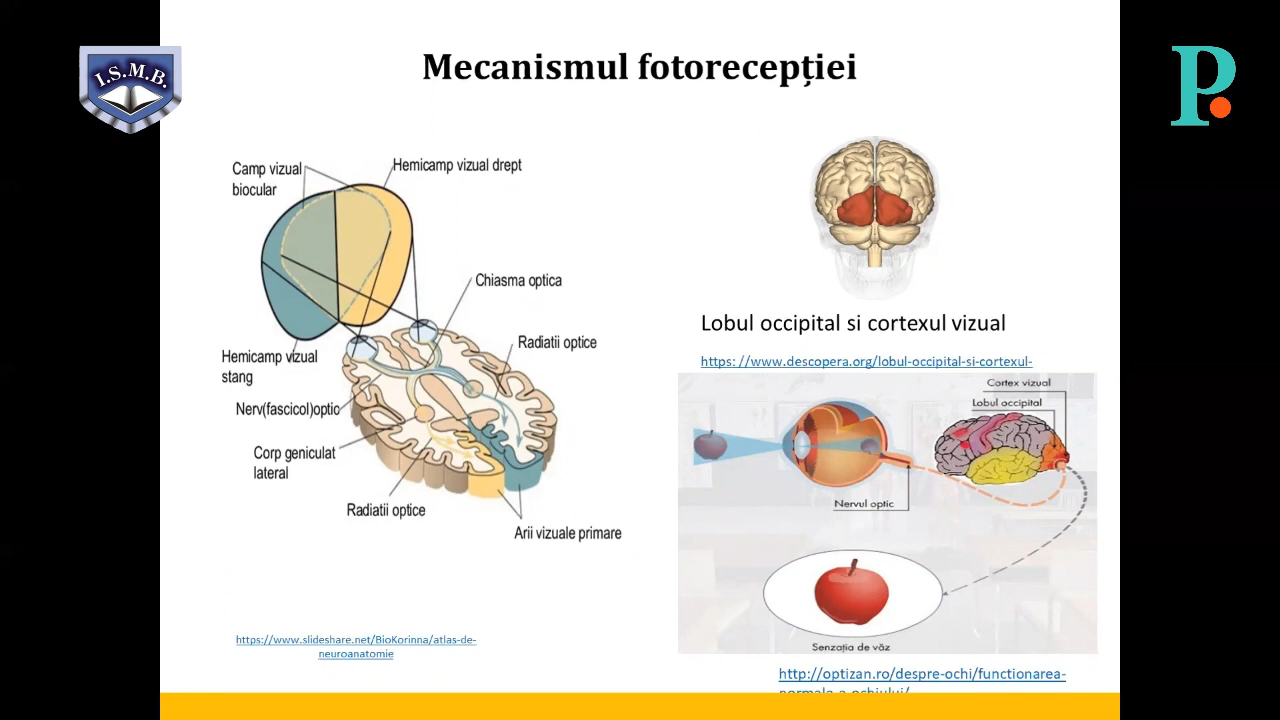 Mecanismul fotorecepției
I.S.M.B.
P.
Camp vizual
biocular
Hemicamp vizual drept
Chiasma optica
Radiatii optice
Hemicamp vizual
stang
Nerv(fascicol)optic
Corp geniculat
lateral
Radiatii optice
Arii vizuale primare
https://www.slideshare.net/BioKorinna/atlas-de-
neuroanatomie
Lobul occipital si cortexul vizual
https: //www.descopera.org/lobul-occipital-si-cortexul-
Cortex vizual
Lobul occipital
Nervul optic
Senzația de văz
http://optizan.ro/despre-ochi/functionarea-
normala-a-ochiului/